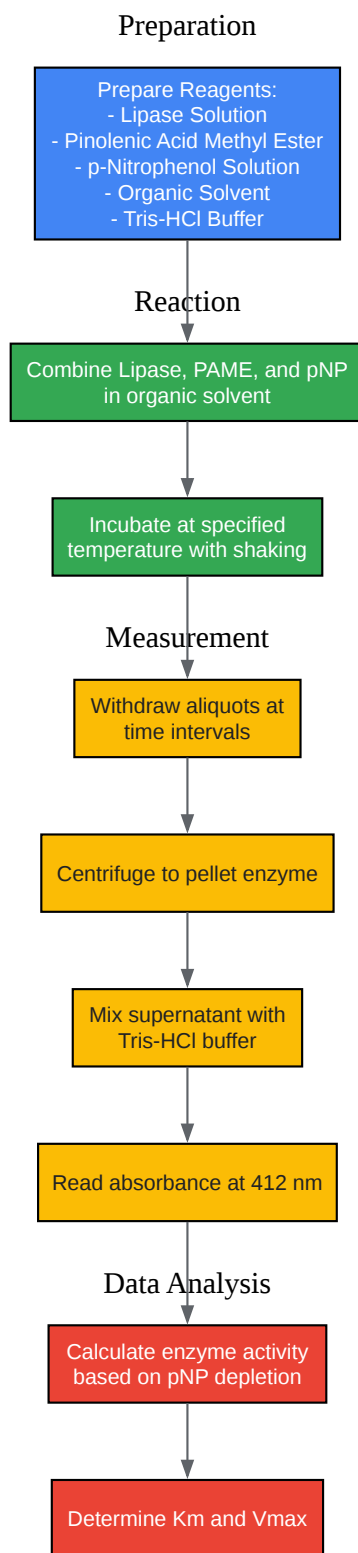 Preparation
Prepare Reagents:
- Lipase Solution
- Pinolenic Acid Methyl Ester
- p-Nitrophenol Solution
- Organic Solvent
- Tris-HCl Buffer
Reaction
Combine Lipase, PAME, and pNP
in organic solvent
Incubate at specified
temperature with shaking
Measurement
Withdraw aliquots at
time intervals
Centrifuge to pellet enzyme
Mix supernatant with
Tris-HCl buffer
Read absorbance at 412 nm
Data Analysis
Calculate enzyme activity
based on pNP depletion
Determine Km and Vmax